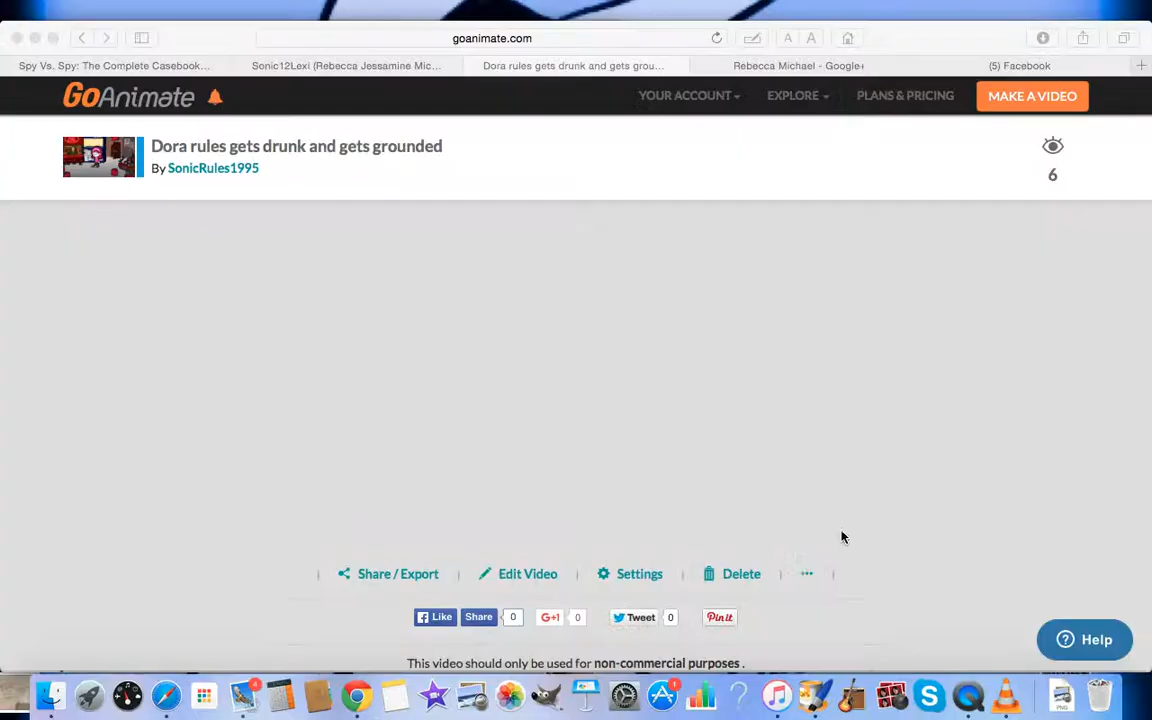 goanimate.com
A A
Spy Vs. Spy: The Complete Casebook... Sonic12Lexi (Rebecca Jessamine Mic... Dora rules gets drunk and gets grou... Rebecca Michael - Google+ (5) Facebook
GoAnimate YOUR ACCOUNT EXPLORE PLANS & PRICING MAKE A VIDEO
Dora rules gets drunk and gets grounded
By SonicRules1995
6
Share / Export Edit Video Settings Delete ...
Like Share 0 G+1 0 Tweet 0 Pin it
Help
This video should only be used for non-commercial purposes .
4 1